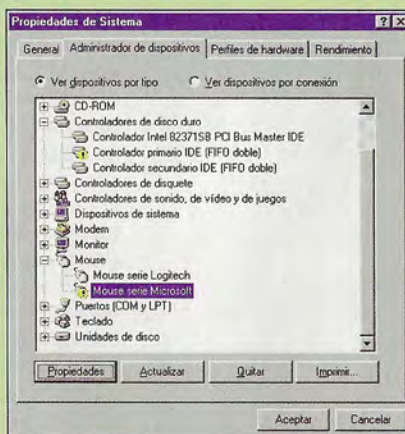 Propiedades de Sistema
General Administrador de dispositivos Perfiles de hardware Rendimiento
Ver dispositivos por tipo Ver dispositivos por conexión
CD-ROM
Controladores de disco duro
Controlador Intel 82371SB PCI Bus Master IDE
Controlador primario IDE (FIFO doble)
Controlador secundario IDE (FIFO doble)
Controladores de disquete
Controladores de sonido, de vídeo y de juegos
Dispositivos de sistema
Modem
Monitor
Mouse
Mouse serie Logitech
Mouse serie Microsoft
Puertos (COM y LPT)
Teclado
Unidades de disco
Propiedades Actualizar Quitar Imprimir...
Aceptar Cancelar